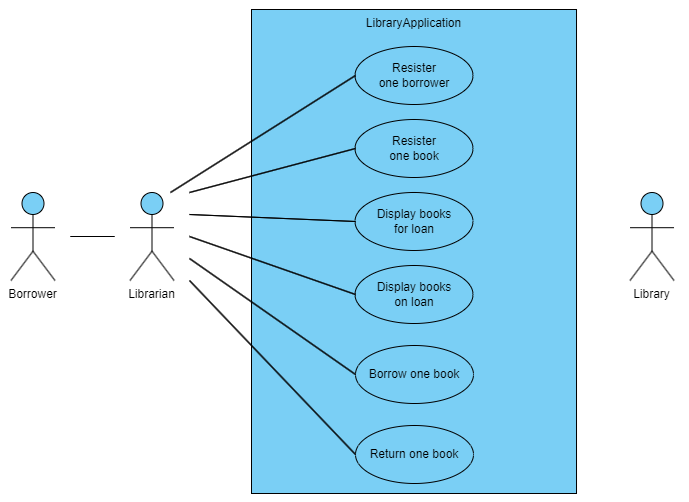 LibraryApplication
Resister
one borrower
Resister
one book
Display books
for loan
Display books
on loan
Borrower
Librarian
Library
Borrow one book
Return one book